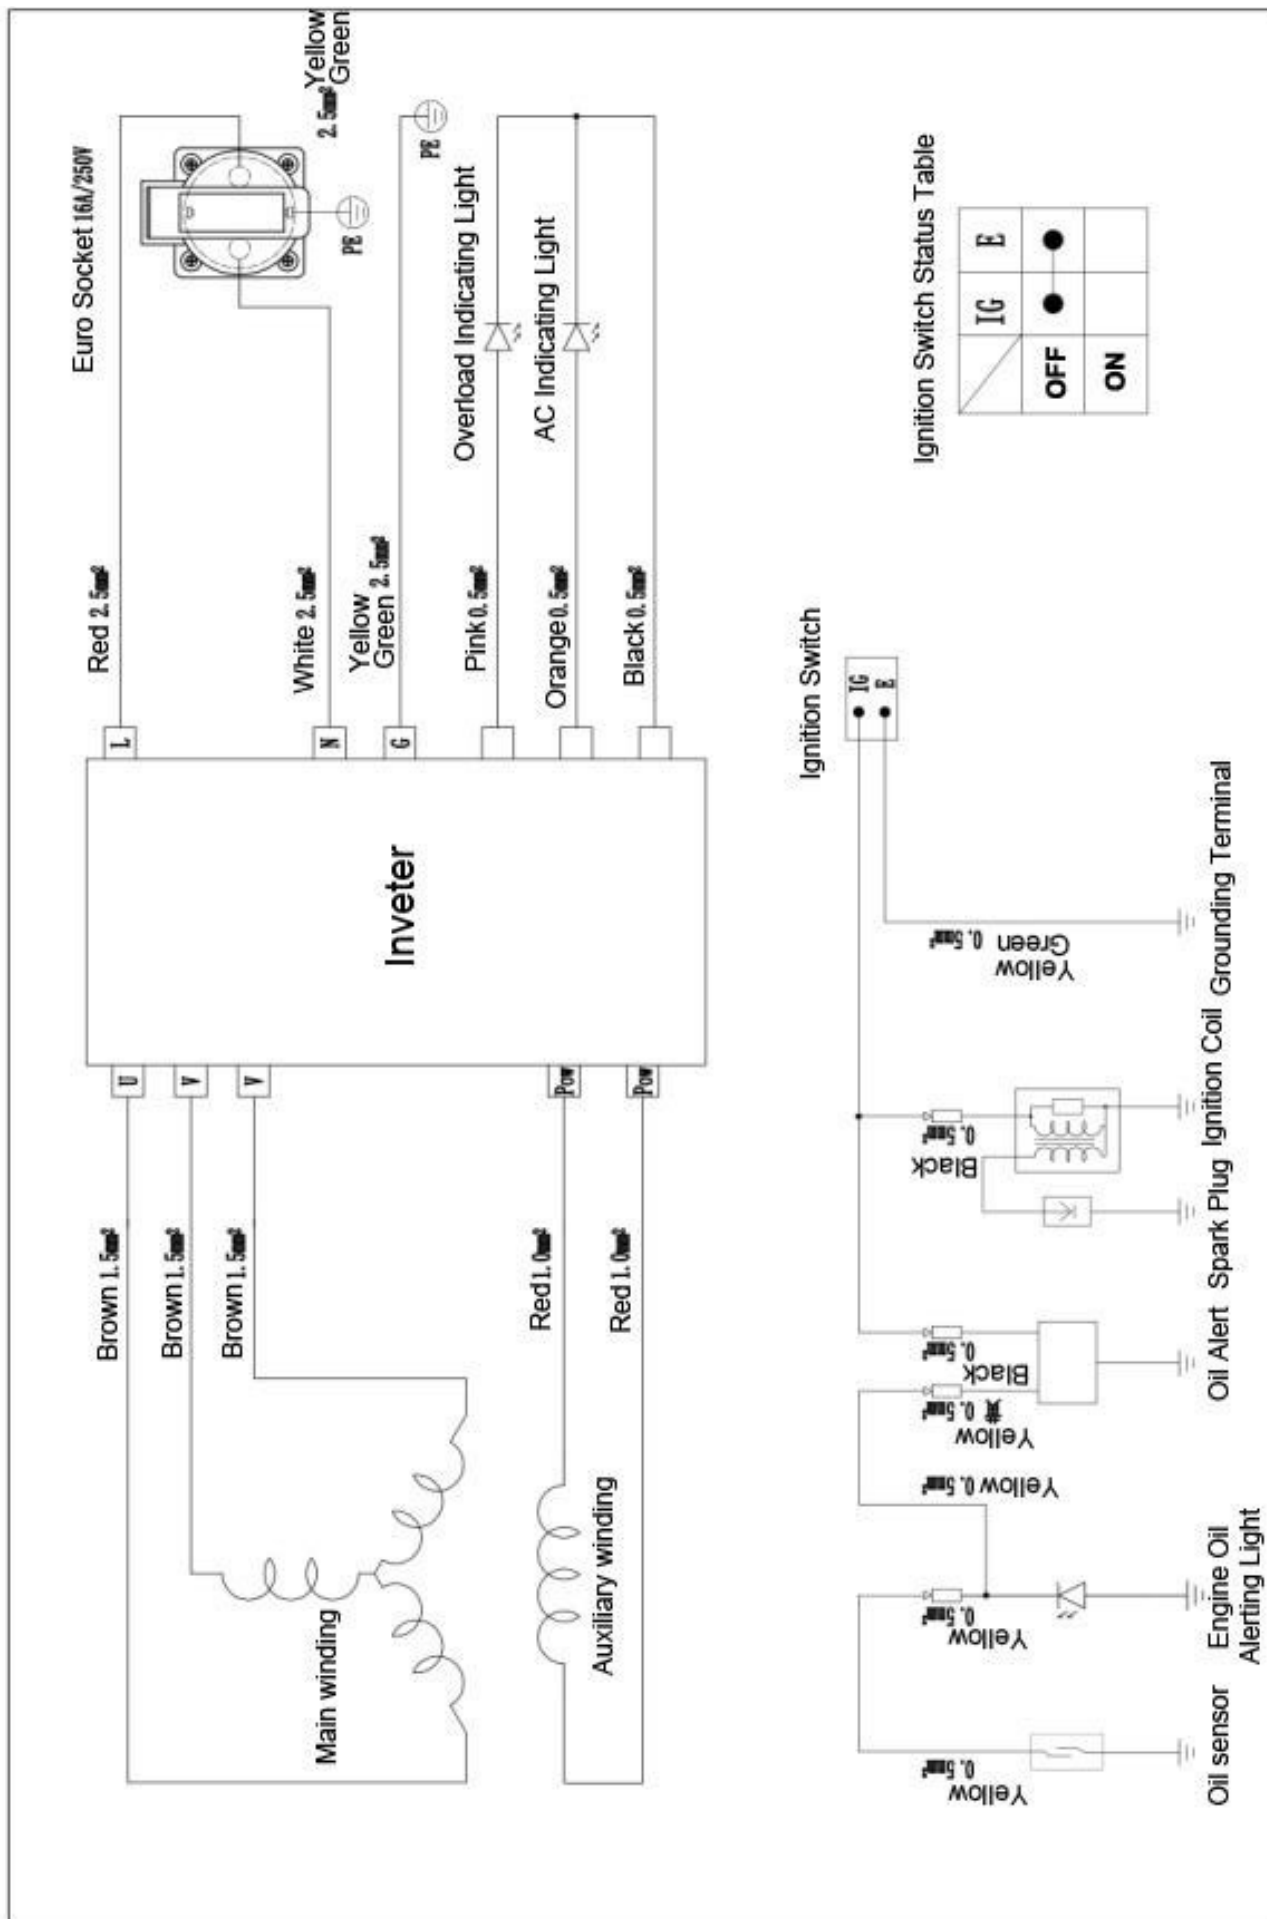 Euro Socket 16A/250V
Yellow
Green
2.5mm²
PE
PE
Red 2.5mm²
White 2.5mm²
Yellow
Green 2.5mm²
Pink 0.5mm²
Orange 0.5mm²
Black 0.5mm²
Overload Indicating Light
AC Indicating Light
L
N
G
Inveter
U
V
V
Pow
Pow
Brown 1.5mm²
Brown 1.5mm²
Brown 1.5mm²
Red 1.0mm²
Red 1.0mm²
Main winding
Auxiliary winding
Ignition Switch Status Table
IG E
OFF
ON
Ignition Switch
IG
E
Yellow
Green 0.5mm²
Black
0.5mm²
Black
0.5mm²
Yellow
黄 0.5mm²
Yellow 0.5mm²
Yellow
0.5mm²
Yellow
0.5mm²
Oil sensor
Engine Oil
Alerting Light
Oil Alert
Spark Plug
Ignition Coil
Grounding Terminal